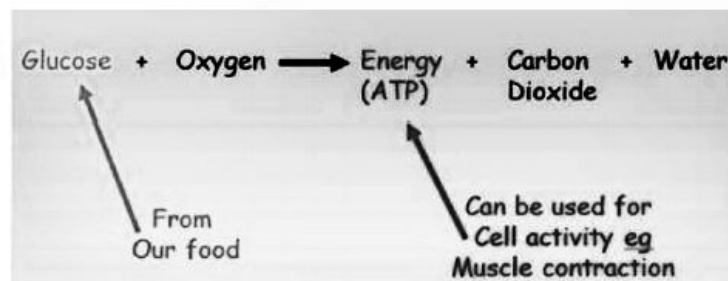 Glucose + Oxygen → Energy + Carbon + Water
(ATP) Dioxide
From
Our food
Can be used for
Cell activity eg
Muscle contraction